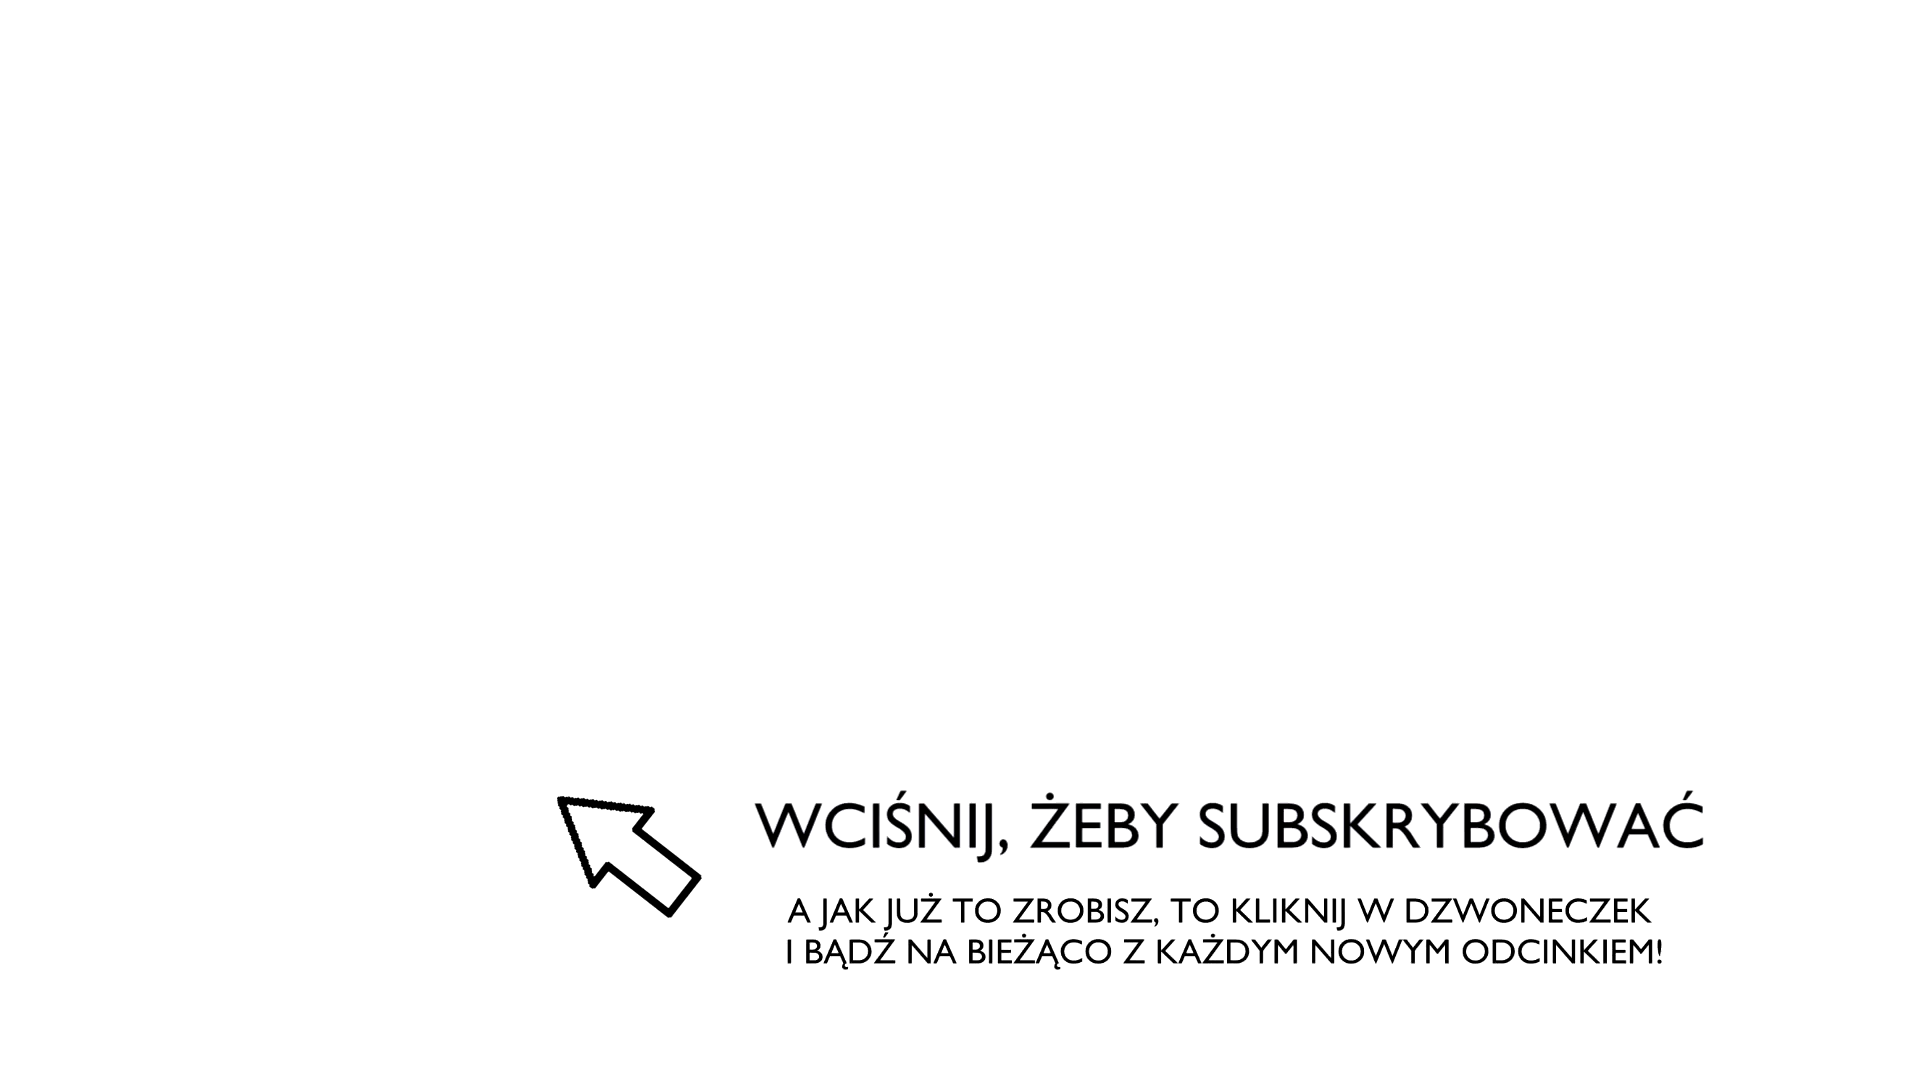 WCIŚNIJ, ŻEBY SUBSKRYBOWAĆ
A JAK JUŻ TO ZROBISZ, TO KLIKNIJ W DZWONECZEK
I BĄDŹ NA BIEŻĄCO Z KAŻDYM NOWYM ODCINKIEM!